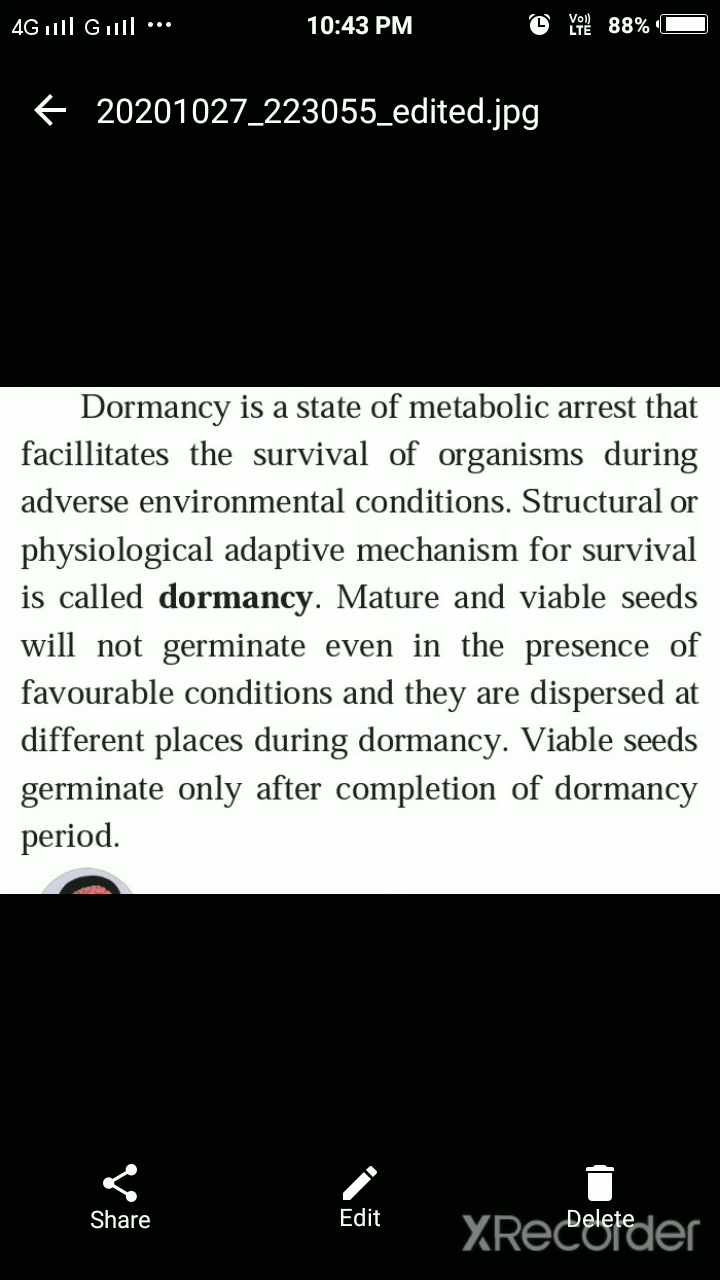 4G G ••• 10:43 PM Vo)) LTE 88%
20201027_223055_edited.jpg
Dormancy is a state of metabolic arrest that
facillitates the survival of organisms during
adverse environmental conditions. Structural or
physiological adaptive mechanism for survival
is called dormancy. Mature and viable seeds
will not germinate even in the presence of
favourable conditions and they are dispersed at
different places during dormancy. Viable seeds
germinate only after completion of dormancy
period.
Share Edit Delete
XRecorder